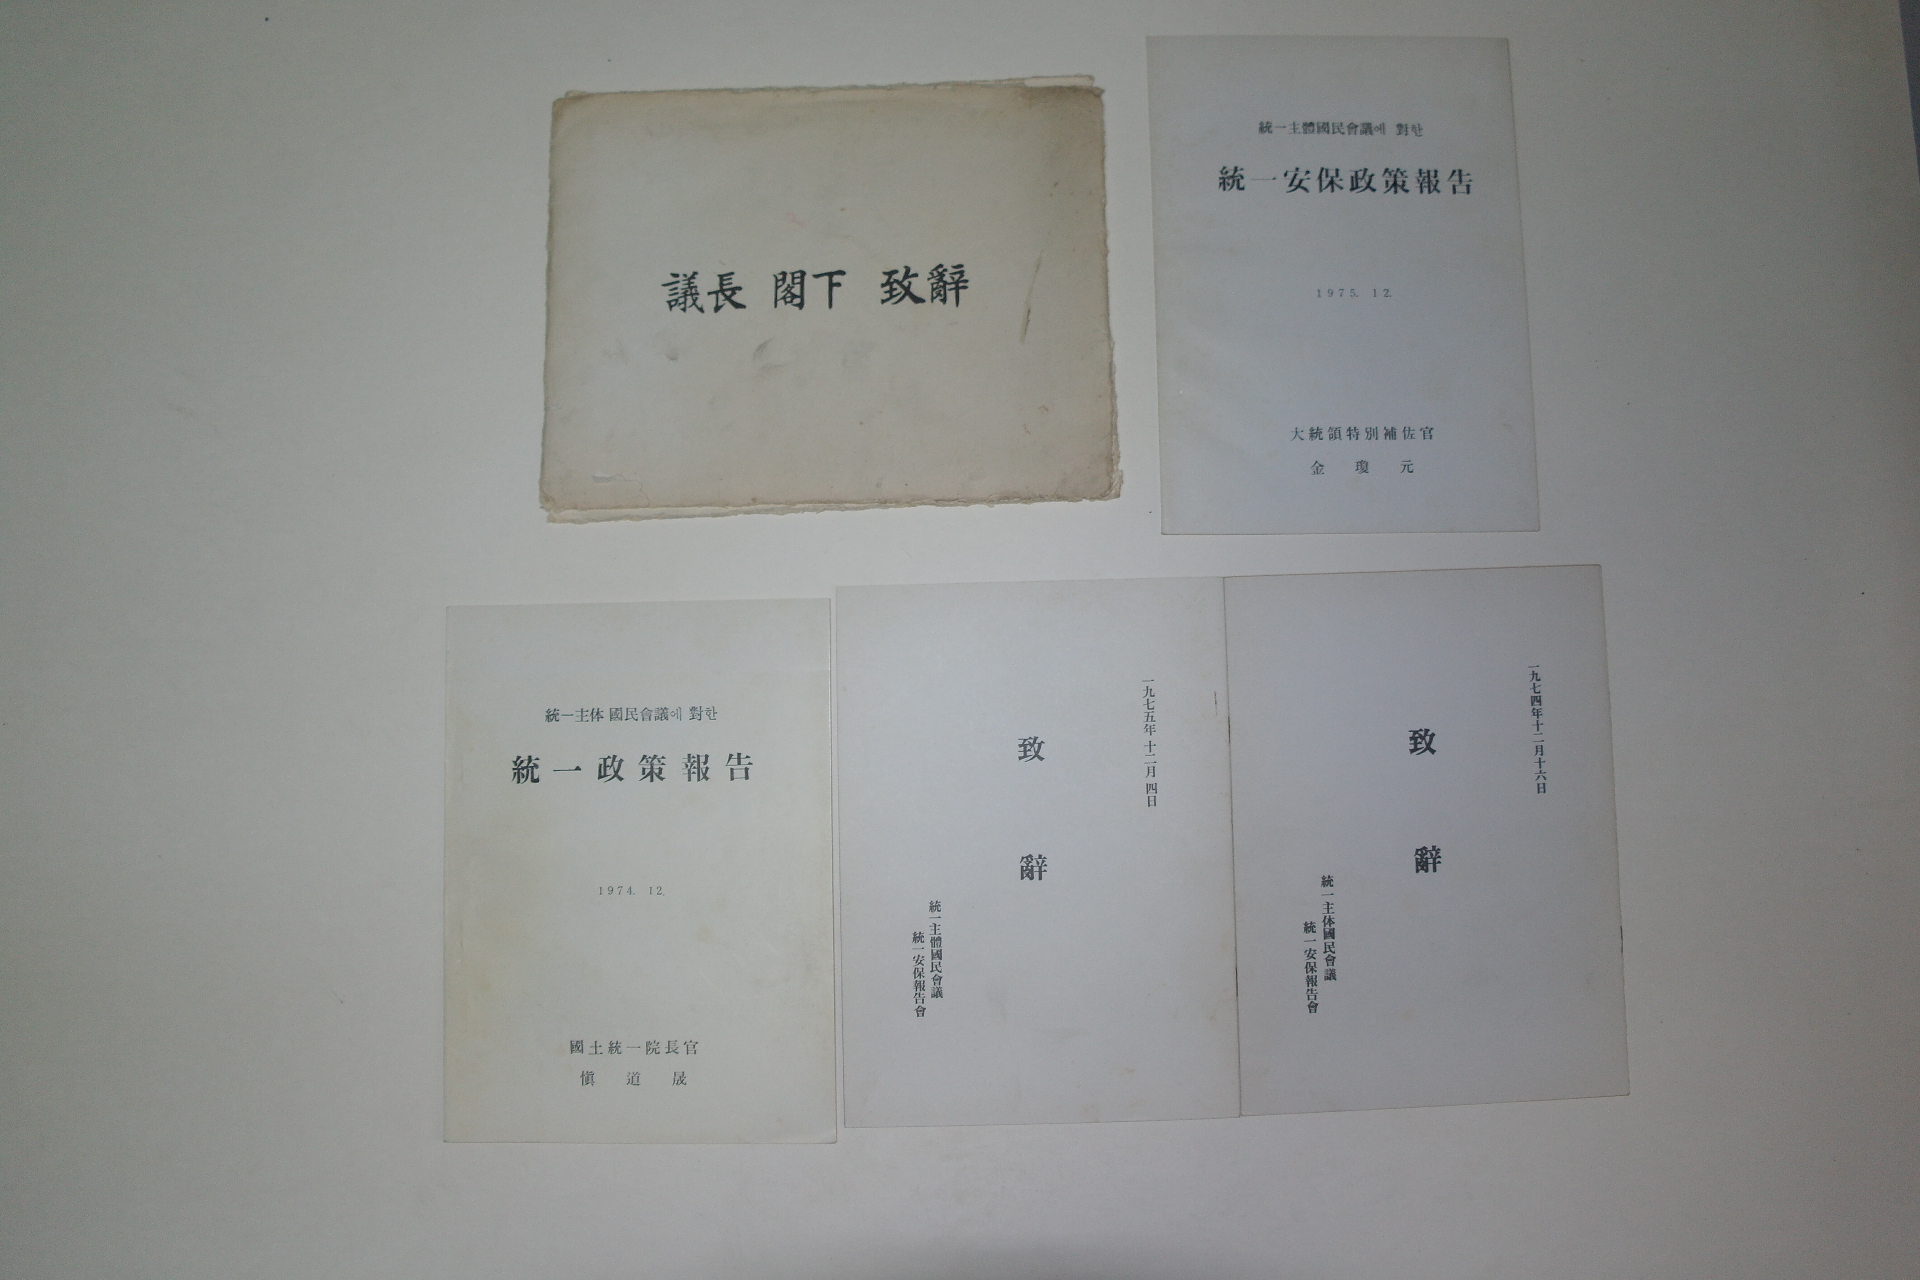 議長 閣下 致辭
統一主體國民會議에 對한
統一安保政策報告
1975. 12.
大統領特別補佐官
金 瓊 元
統一主体 國民會議에 對한
統一政策報告
1974. 12.
國土統一院長官
愼 道 晟
一九七五年十二月四日
致辭
統一主體國民會議
統一安保報告會
一九七四年十二月十六日
致辭
統一主体國民會議
統一安保報告會